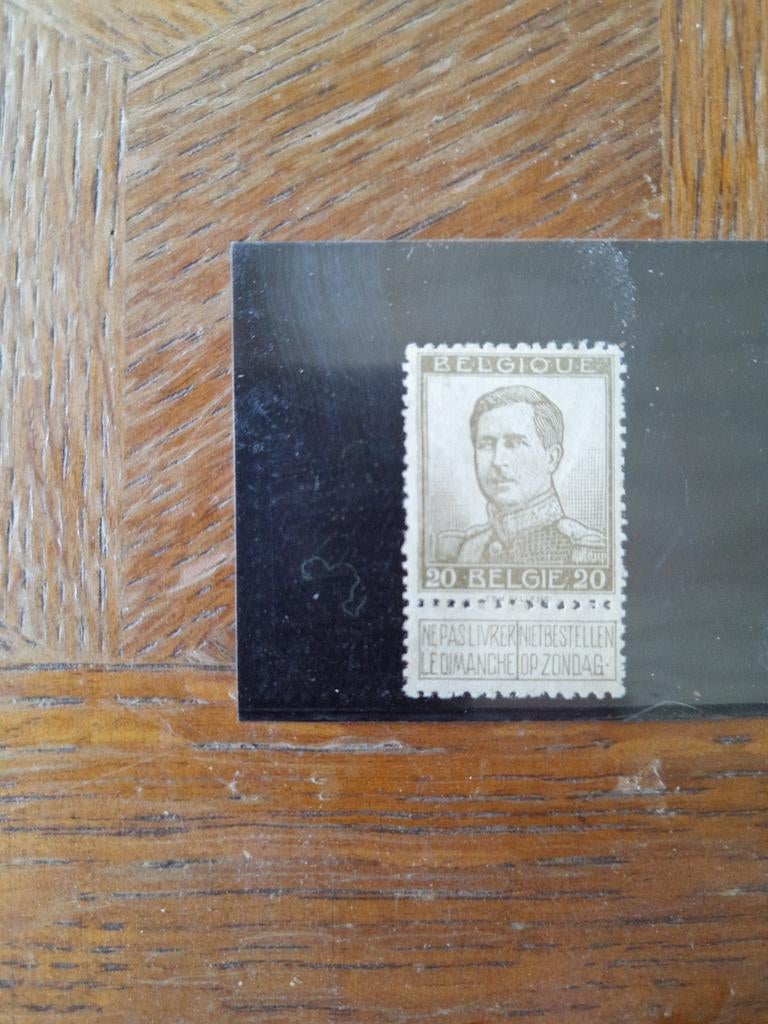 BELGIQUE
20 · BELGIE · 20
NE PAS LIVRER NIET BESTELLEN
LE DIMANCHE OP ZONDAG ·